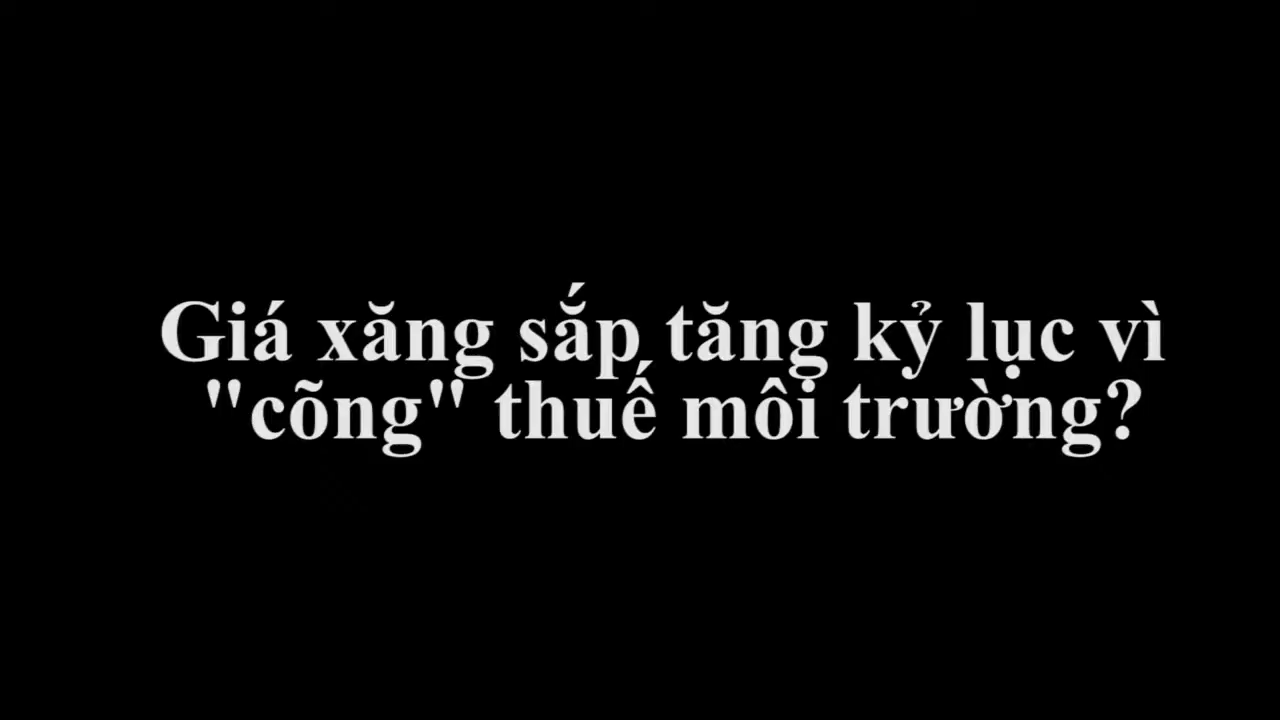 Giá xăng sắp tăng kỷ lục vì
"cõng" thuế môi trường?